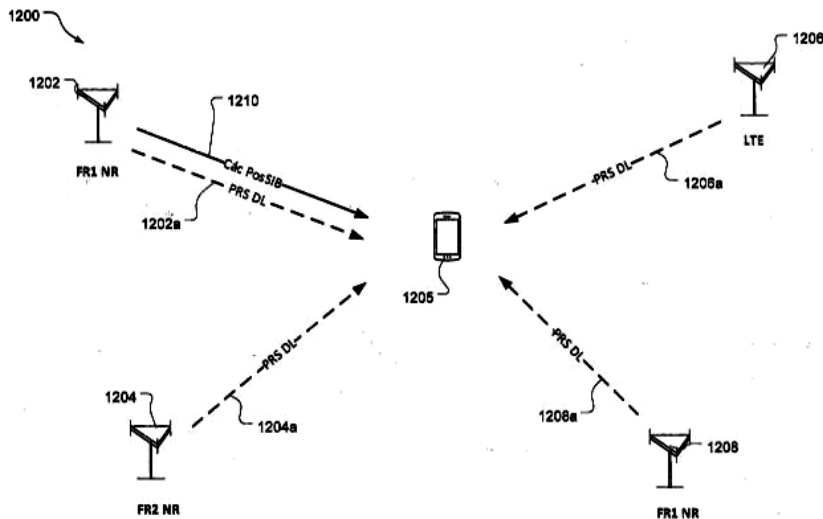 1200
1202
1210
1206
Các PosSIB
PRS DL
FR1 NR
LTE
PRS DL
1202a
1206a
1205
PRS DL
PRS DL
1204
1204a
1208a
1208
FR2 NR
FR1 NR